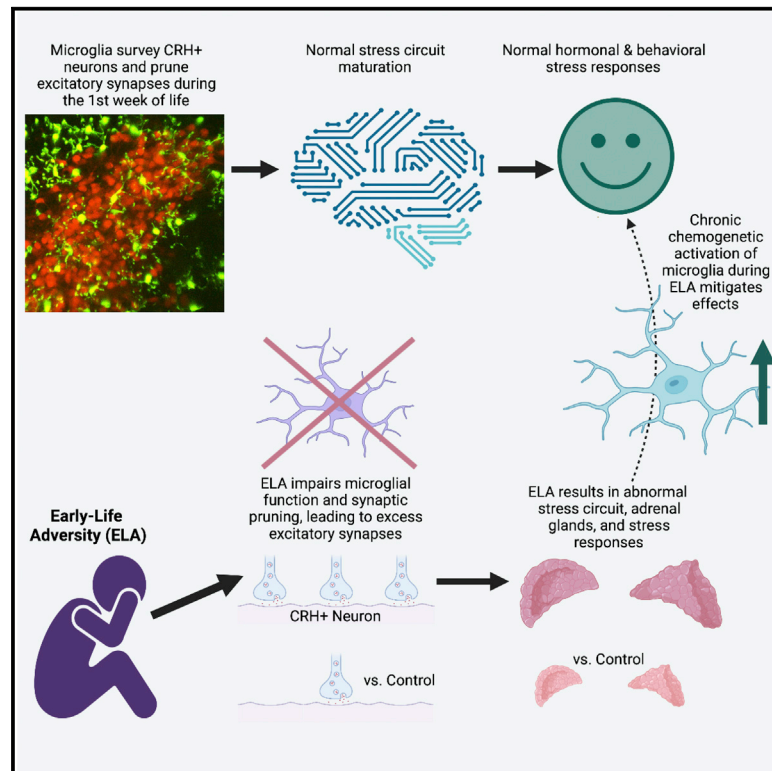 Microglia survey CRH+
neurons and prune
excitatory synapses during
the 1st week of life
Normal stress circuit
maturation
Normal hormonal & behavioral
stress responses
Chronic
chemogenetic
activation of
microglia during
ELA mitigates
effects
Early-Life
Adversity (ELA)
ELA impairs microglial
function and synaptic
pruning, leading to excess
excitatory synapses
CRH+ Neuron
vs. Control
ELA results in abnormal
stress circuit, adrenal
glands, and stress
responses
vs. Control